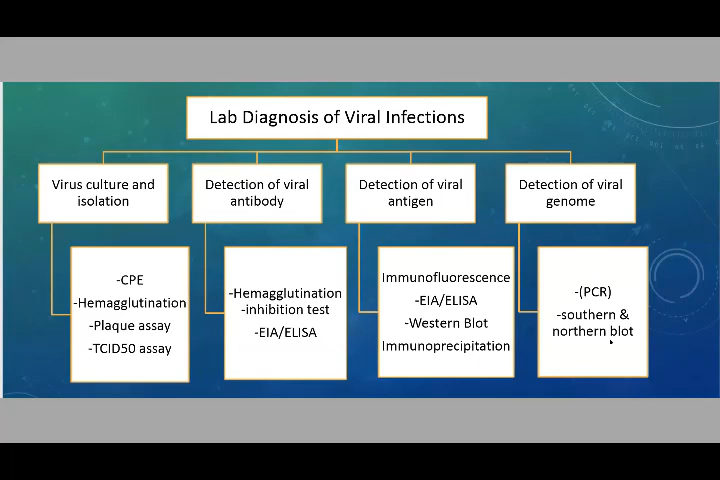 Lab Diagnosis of Viral Infections
Virus culture and
isolation
Detection of viral
antibody
Detection of viral
antigen
Detection of viral
genome
-CPE
-Hemagglutination
-Plaque assay
-TCID50 assay
-Hemagglutination
-inhibition test
-EIA/ELISA
Immunofluorescence
-EIA/ELISA
-Western Blot
Immunoprecipitation
-(PCR)
-southern &
northern blot